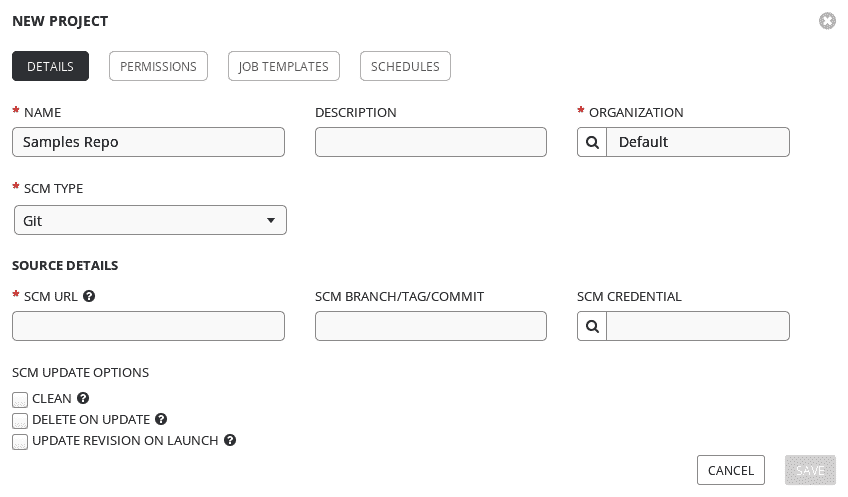 NEW PROJECT
DETAILS PERMISSIONS JOB TEMPLATES SCHEDULES
* NAME DESCRIPTION * ORGANIZATION
Samples Repo Default
* SCM TYPE
Git
SOURCE DETAILS
* SCM URL ? SCM BRANCH/TAG/COMMIT SCM CREDENTIAL
SCM UPDATE OPTIONS
CLEAN ?
DELETE ON UPDATE ?
UPDATE REVISION ON LAUNCH ?
CANCEL SAVE